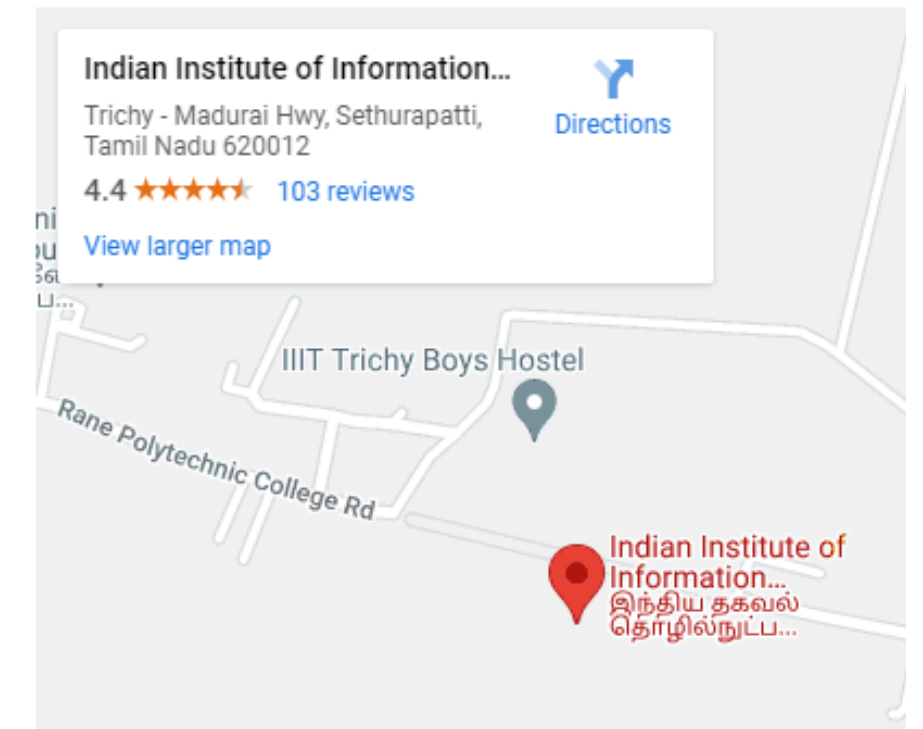 Indian Institute of Information...
Trichy - Madurai Hwy, Sethurapatti,
Tamil Nadu 620012
Directions
4.4 103 reviews
View larger map
IIIT Trichy Boys Hostel
Rane Polytechnic College Rd
Indian Institute of
Information...
இந்திய தகவல்
தொழில்நுட்ப...